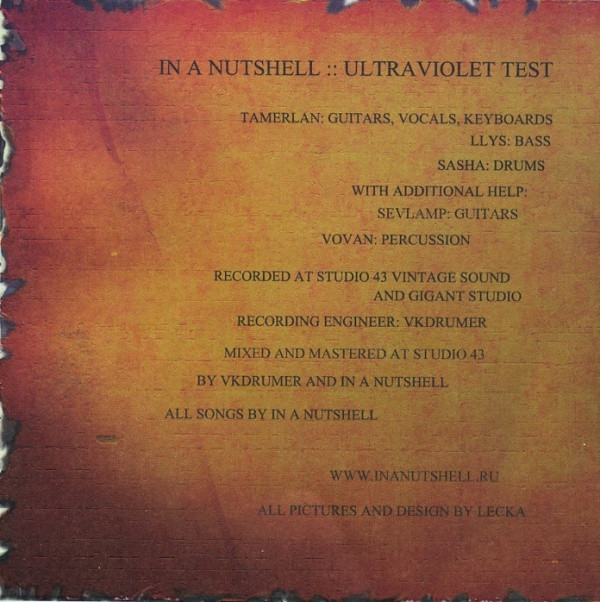 IN A NUTSHELL :: ULTRAVIOLET TEST
TAMERLAN: GUITARS, VOCALS, KEYBOARDS
LLYS: BASS
SASHA: DRUMS
WITH ADDITIONAL HELP:
SEVLAMP: GUITARS
VOVAN: PERCUSSION
RECORDED AT STUDIO 43 VINTAGE SOUND
AND GIGANT STUDIO
RECORDING ENGINEER: VKDRUMER
MIXED AND MASTERED AT STUDIO 43
BY VKDRUMER AND IN A NUTSHELL
ALL SONGS BY IN A NUTSHELL
WWW.INANUTSHELL.RU
ALL PICTURES AND DESIGN BY LECKA